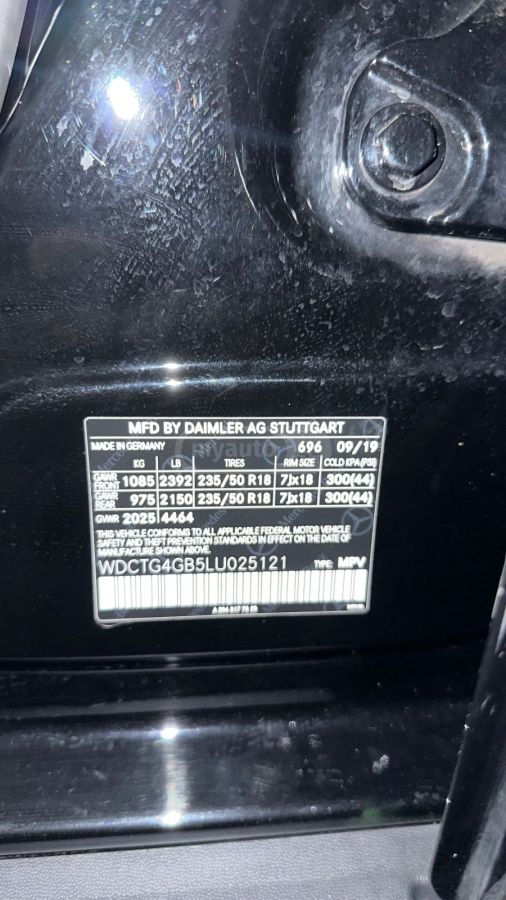 MFD BY DAIMLER AG STUTTGART
MADE IN GERMANY 696 09/19
KG LB TIRES RIM SIZE COLD KPA (PSI)
GAWR FRONT 1085 2392 235/50 R18 7Jx18 300(44)
GAWR REAR 975 2150 235/50 R18 7Jx18 300(44)
GVWR 2025 4464
THIS VEHICLE CONFORMS TO ALL APPLICABLE FEDERAL MOTOR VEHICLE
SAFETY AND THEFT PREVENTION STANDARDS IN EFFECT ON THE DATE OF
MANUFACTURE SHOWN ABOVE.
WDCTG4GB5LU025121 TYPE: MPV